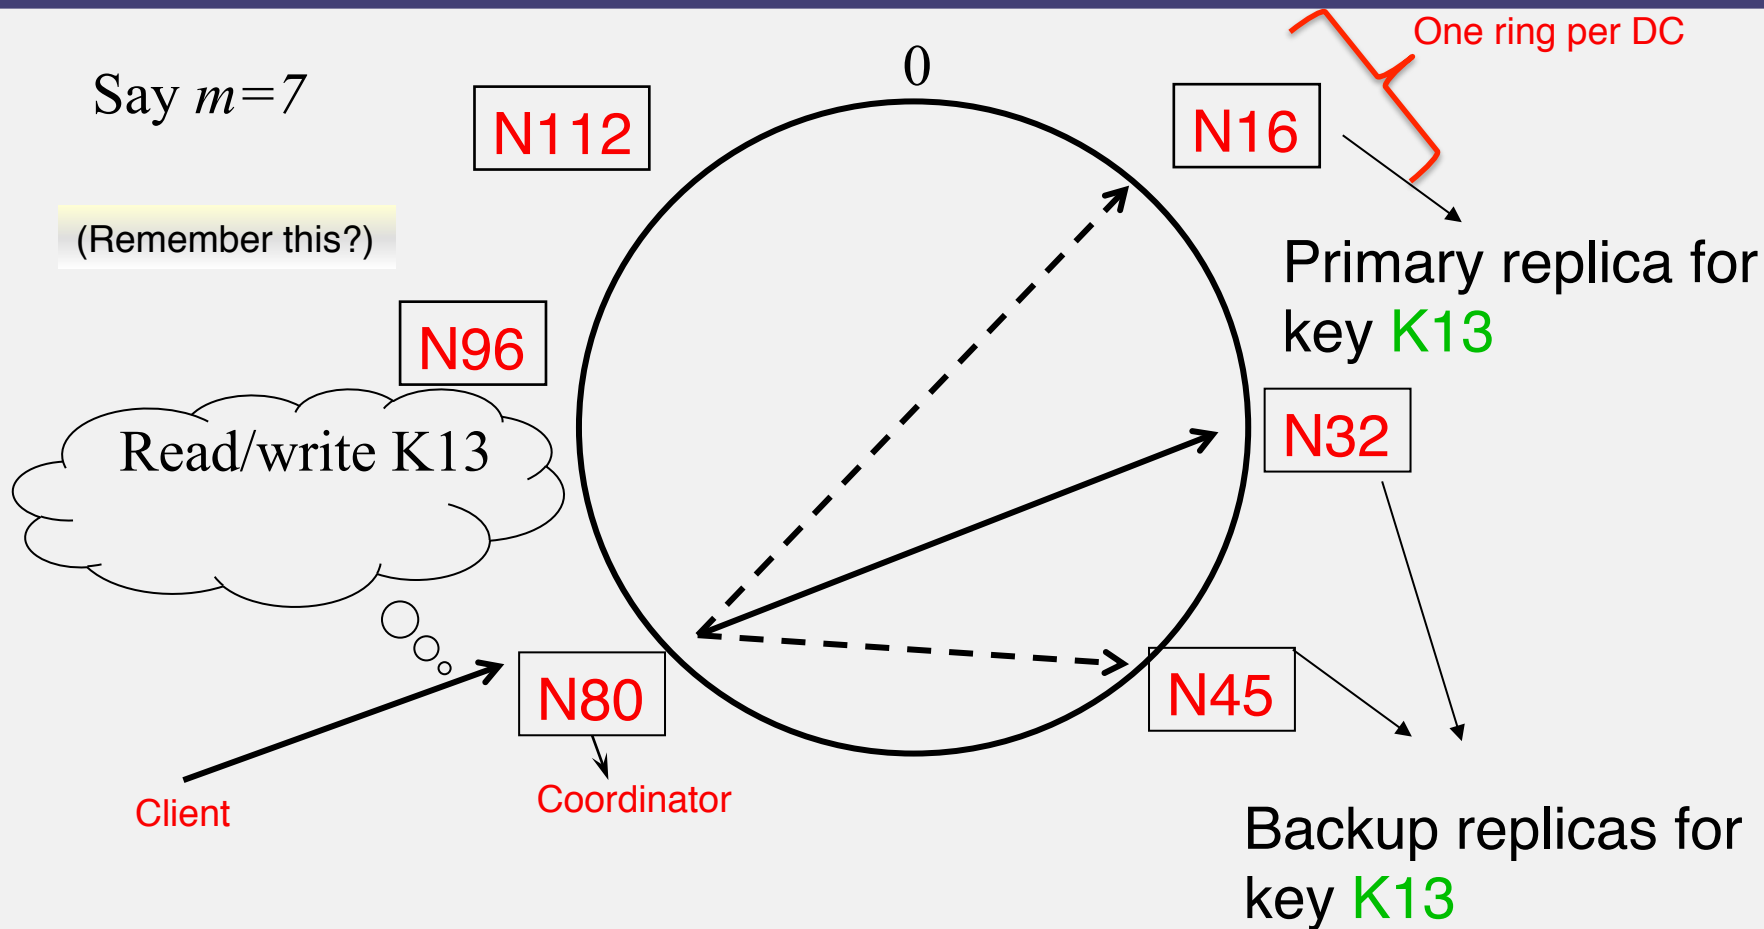 One ring per DC
Say m=7
0
N112
N16
(Remember this?)
Primary replica for
key K13
N96
Read/write K13
N32
N80
N45
Client
Coordinator
Backup replicas for
key K13